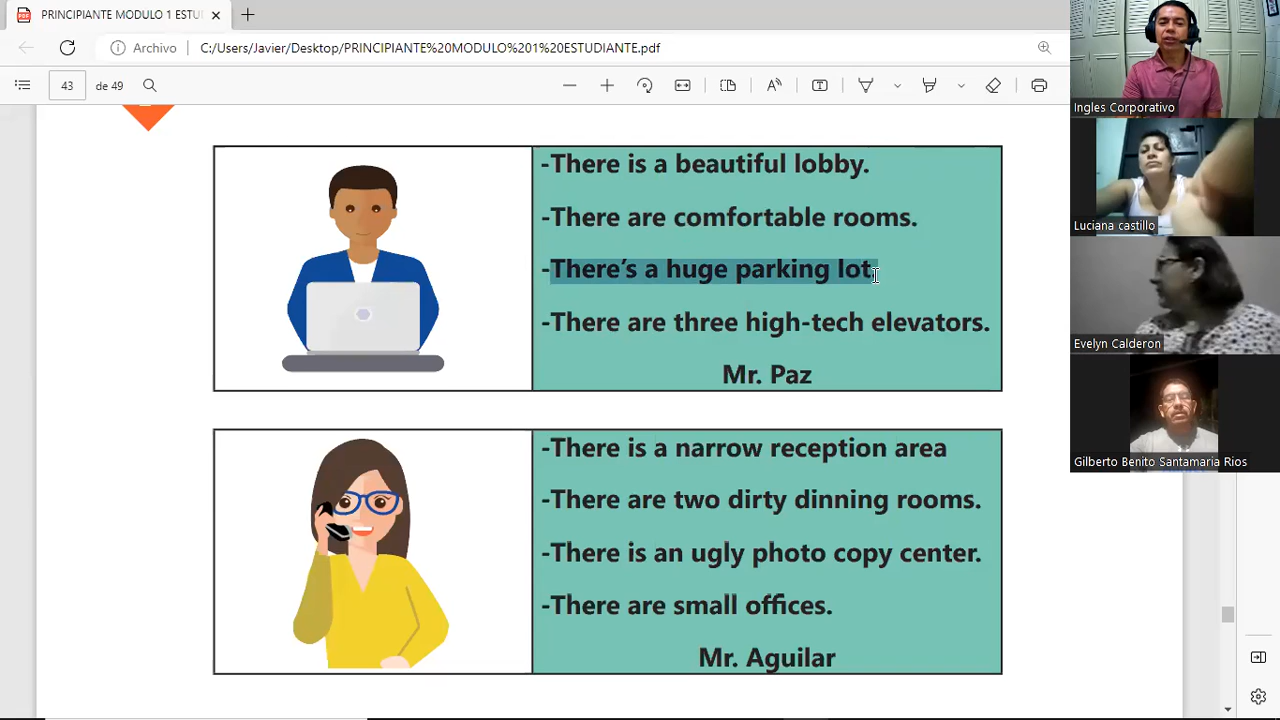 PRINCIPIANTE MODULO 1 ESTU
Archivo
C:/Users/Javier/Desktop/PRINCIPIANTE%20MODULO%201%20ESTUDIANTE.pdf
43
de 49
-There is a beautiful lobby.
-There are comfortable rooms.
-There's a huge parking lot.
-There are three high-tech elevators.
Mr. Paz
-There is a narrow reception area
-There are two dirty dinning rooms.
-There is an ugly photo copy center.
-There are small offices.
Mr. Aguilar
Ingles Corporativo
Luciana castillo
Evelyn Calderon
Gilberto Benito Santamaria Rios